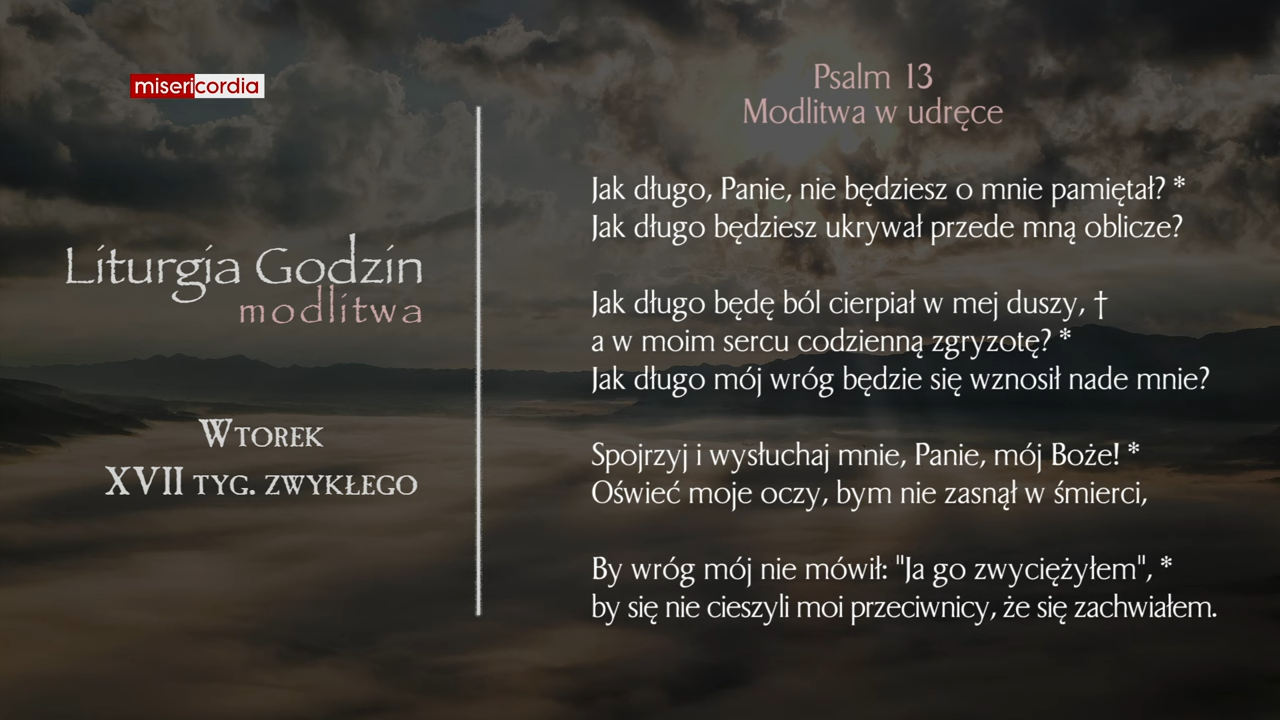 misericordia
Liturgia Godzin
modlitwa
Wtorek
XVII tyg. zwykłego
Psalm 13
Modlitwa w udręce
Jak długo, Panie, nie będziesz o mnie pamiętał? *
Jak długo będziesz ukrywał przede mną oblicze?
Jak długo będę ból cierpiał w mej duszy, †
a w moim sercu codzienną zgryzotę? *
Jak długo mój wróg będzie się wznosił nade mnie?
Spojrzyj i wysłuchaj mnie, Panie, mój Boże! *
Oświeć moje oczy, bym nie zasnął w śmierci,
By wróg mój nie mówił: "Ja go zwyciężyłem", *
by się nie cieszyli moi przeciwnicy, że się zachwiałem.